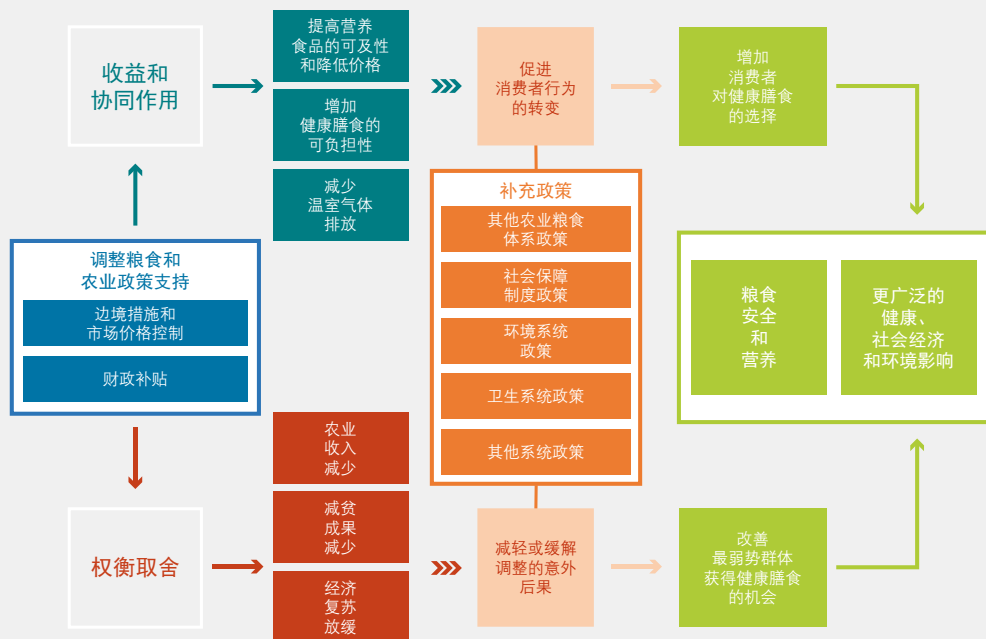 收益和
协同作用
提高营养
食品的可及性
和降低价格
增加
健康膳食的
可负担性
减少
温室气体
排放
促进
消费者行为
的转变
增加
消费者
对健康膳食
的选择
调整粮食和
农业政策支持
边境措施和
市场价格控制
财政补贴
补充政策
其他农业粮食
体系政策
社会保障
制度政策
环境系统
政策
卫生系统政策
其他系统政策
粮食
安全
和
营养
更广泛的
健康、
社会经济
和环境影响
权衡取舍
农业
收入
减少
减贫
成果
减少
经济
复苏
放缓
减轻或缓解
调整的意外
后果
改善
最弱势群体
获得健康膳食
的机会